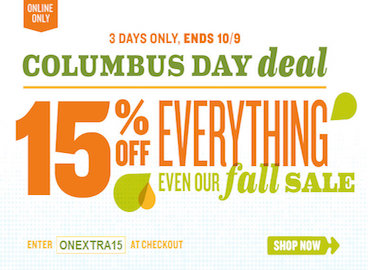 ONLINE
ONLY
3 DAYS ONLY, ENDS 10/9
COLUMBUS DAY deal
15% OFF EVERYTHING
EVEN OUR fall SALE
ENTER ONEXTRA15 AT CHECKOUT
SHOP NOW